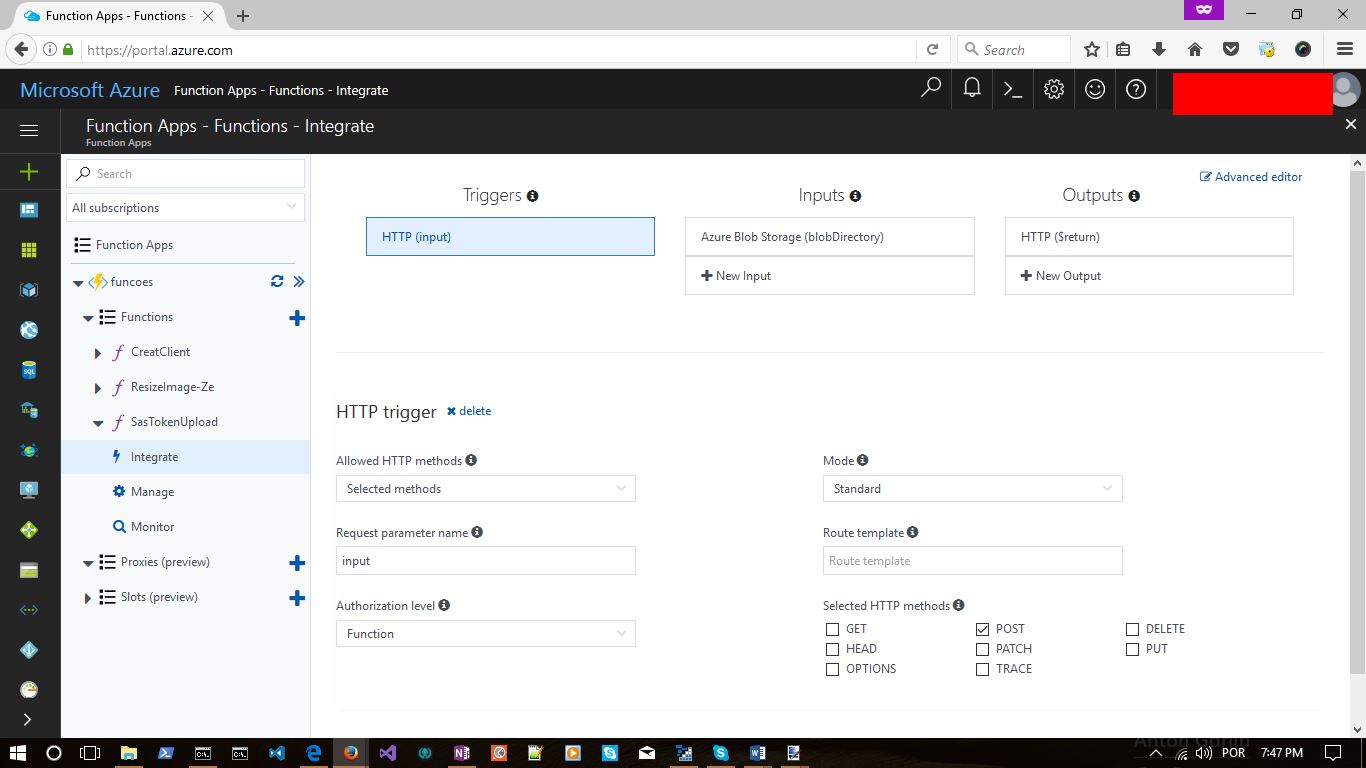 Function Apps - Functions -
https://portal.azure.com
Search
Microsoft Azure Function Apps - Functions - Integrate
Function Apps - Functions - Integrate
Function Apps
Search
All subscriptions
Function Apps
funcoes
Functions
CreatClient
ResizeImage-Ze
SasTokenUpload
Integrate
Manage
Monitor
Proxies (preview)
Slots (preview)
Advanced editor
Triggers
Inputs
Outputs
HTTP (input)
Azure Blob Storage (blobDirectory)
HTTP ($return)
New Input
New Output
HTTP trigger delete
Allowed HTTP methods
Mode
Selected methods
Standard
Request parameter name
Route template
input
Route template
Authorization level
Selected HTTP methods
Function
GET
POST
DELETE
HEAD
PATCH
PUT
OPTIONS
TRACE
Anton Gorlin
POR
7:47 PM